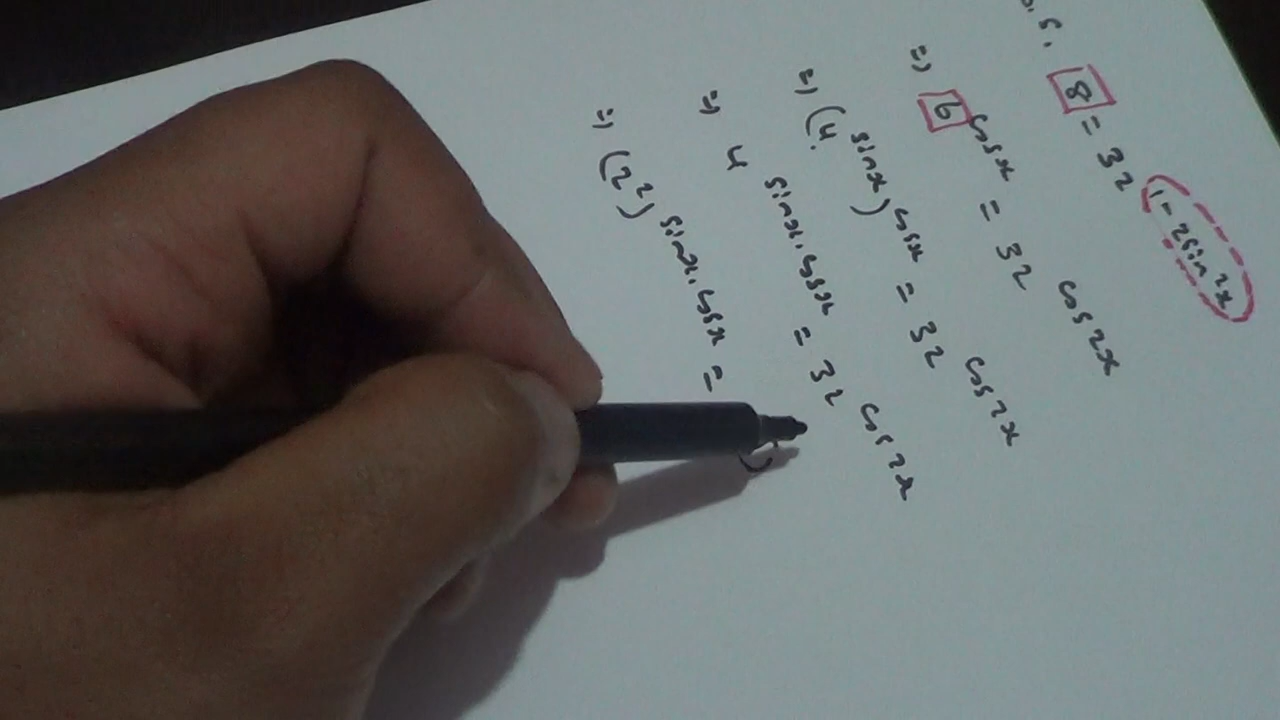 8 = 32 (1-2sin²x)
=) 6 cosx = 32 cos2x
=) (4 sinx) cosx = 32 cos2x
=) 4 sinx.cosx = 32 cos2x
=) (2²) sinx.cosx =